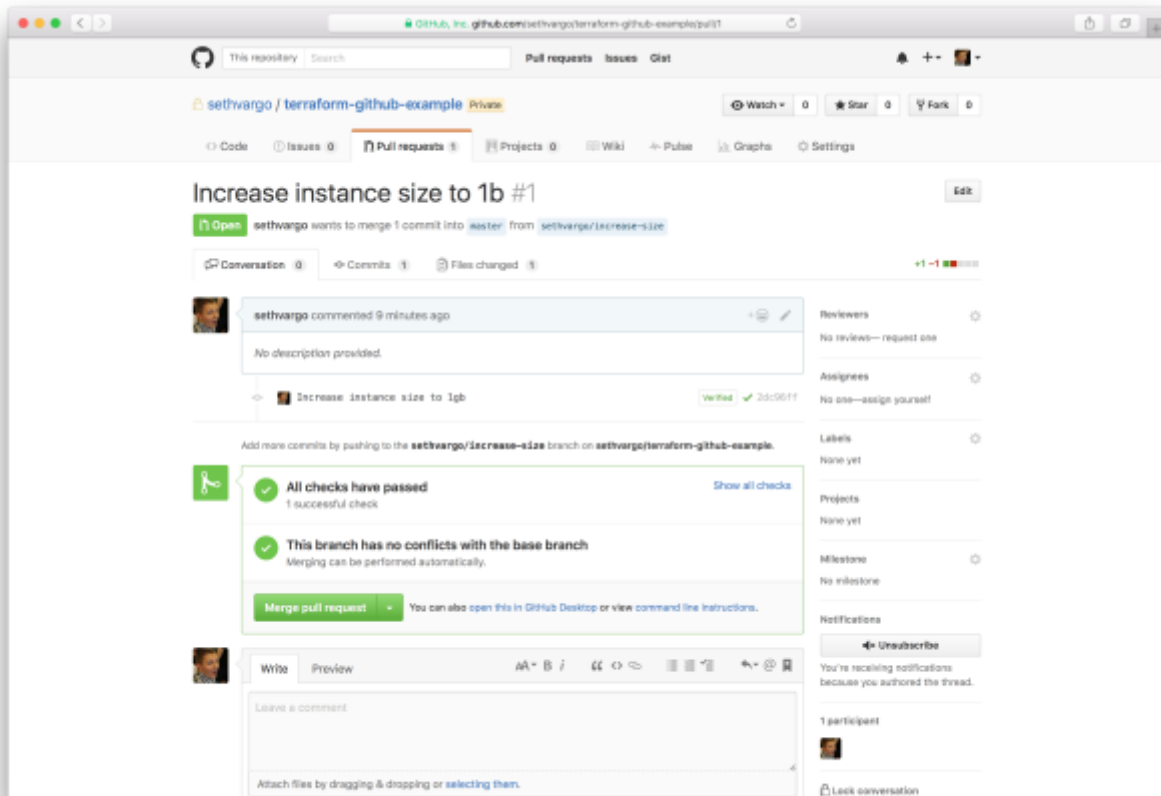 GitHub, Inc. github.com/sethvargo/terraform-github-example/pull/1
This repository Search Pull requests Issues Gist
sethvargo / terraform-github-example Private Watch 0 Star 0 Fork 0
Code Issues 0 Pull requests 1 Projects 0 Wiki Pulse Graphs Settings
Increase instance size to 1b #1 Edit
Open sethvargo wants to merge 1 commit into master from sethvargo/increase-size
Conversation 0 Commits 1 Files changed 1 +1 −1
sethvargo commented 9 minutes ago
No description provided.
Increase instance size to 1gb Verified 2dc96ff
Add more commits by pushing to the sethvargo/increase-size branch on sethvargo/terraform-github-example.
All checks have passed Show all checks
1 successful check
This branch has no conflicts with the base branch
Merging can be performed automatically.
Merge pull request You can also open this in GitHub Desktop or view command line instructions.
Write Preview AA B i
Leave a comment
Attach files by dragging & dropping or selecting them.
Reviewers
No reviews—request one
Assignees
No one—assign yourself
Labels
None yet
Projects
None yet
Milestone
No milestone
Notifications
Unsubscribe
You're receiving notifications
because you authored the thread.
1 participant
Lock conversation